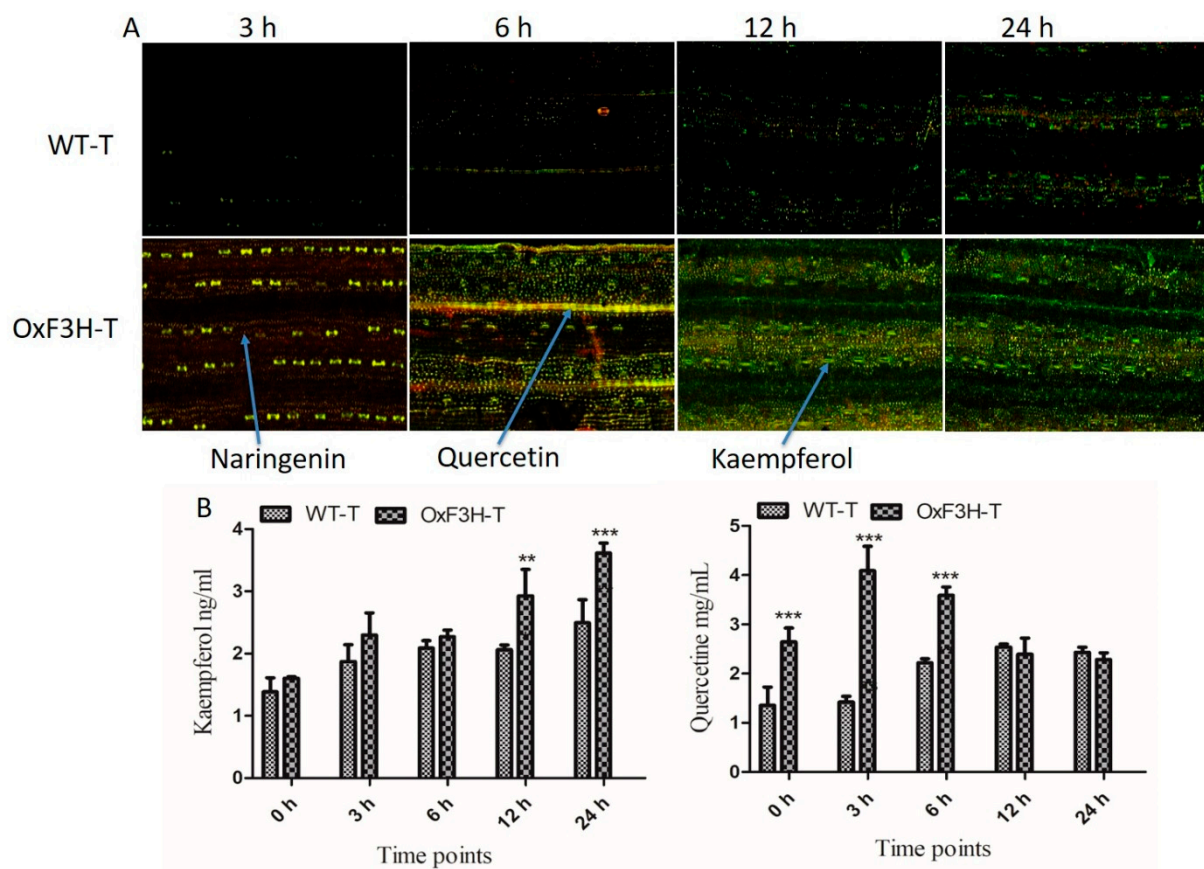 A 3 h 6 h 12 h 24 h
WT-T
OxF3H-T
Naringenin Quercetin Kaempferol
B WT-T OxF3H-T
4
3
2
1
0
Kaempferol ng/ml
** ***
0 h 3 h 6 h 12 h 24 h
Time points
WT-T OxF3H-T
5
4
3
2
1
0
Quercetine mg/mL
*** *** ***
0 h 3 h 6 h 12 h 24 h
Time points